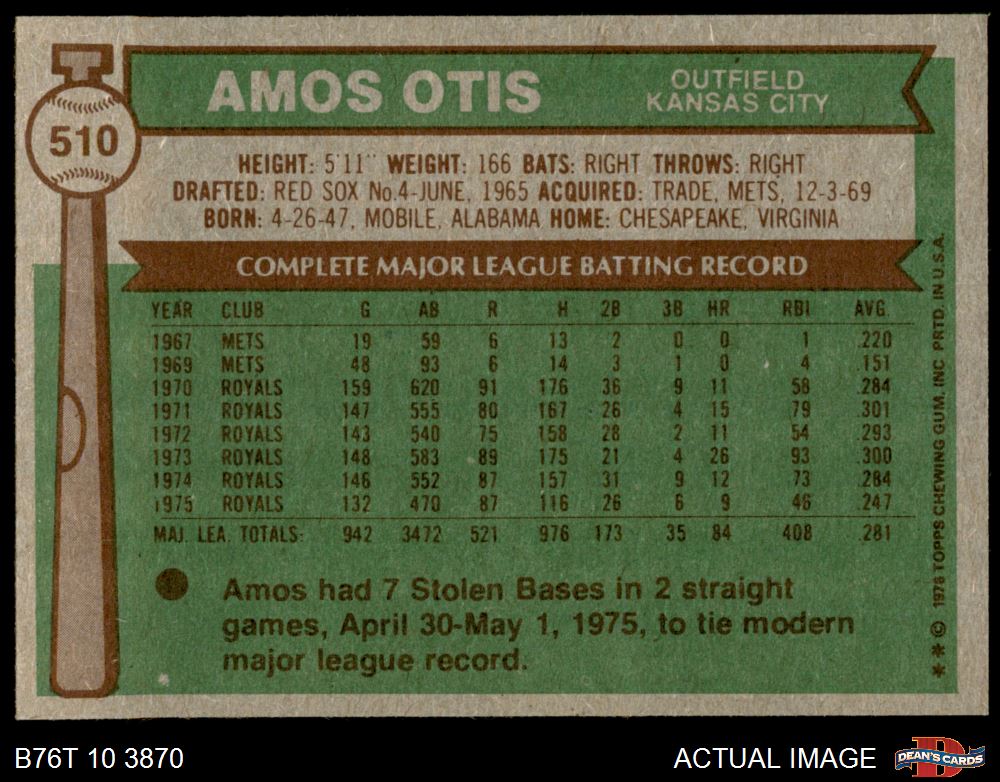 510
AMOS OTIS
OUTFIELD
KANSAS CITY
HEIGHT: 5'11" WEIGHT: 166 BATS: RIGHT THROWS: RIGHT
DRAFTED: RED SOX No.4-JUNE, 1965 ACQUIRED: TRADE, METS, 12-3-69
BORN: 4-26-47, MOBILE, ALABAMA HOME: CHESAPEAKE, VIRGINIA
COMPLETE MAJOR LEAGUE BATTING RECORD
YEAR CLUB G AB R H 2B 3B HR RBI AVG.
1967 METS 19 59 6 13 2 0 0 1 .220
1969 METS 48 93 6 14 3 1 0 4 .151
1970 ROYALS 159 620 91 176 36 9 11 58 .284
1971 ROYALS 147 555 80 167 26 4 15 79 .301
1972 ROYALS 143 540 75 158 28 2 11 54 .293
1973 ROYALS 148 583 89 175 21 4 26 93 .300
1974 ROYALS 146 552 87 157 31 9 12 73 .284
1975 ROYALS 132 470 87 116 26 6 9 46 .247
MAJ. LEA. TOTALS: 942 3472 521 976 173 35 84 408 .281
Amos had 7 Stolen Bases in 2 straight
games, April 30-May 1, 1975, to tie modern
major league record.
** © 1976 TOPPS CHEWING GUM, INC. PRTD. IN U.S.A.
B76T 10 3870
ACTUAL IMAGE
D
DEAN'S CARDS